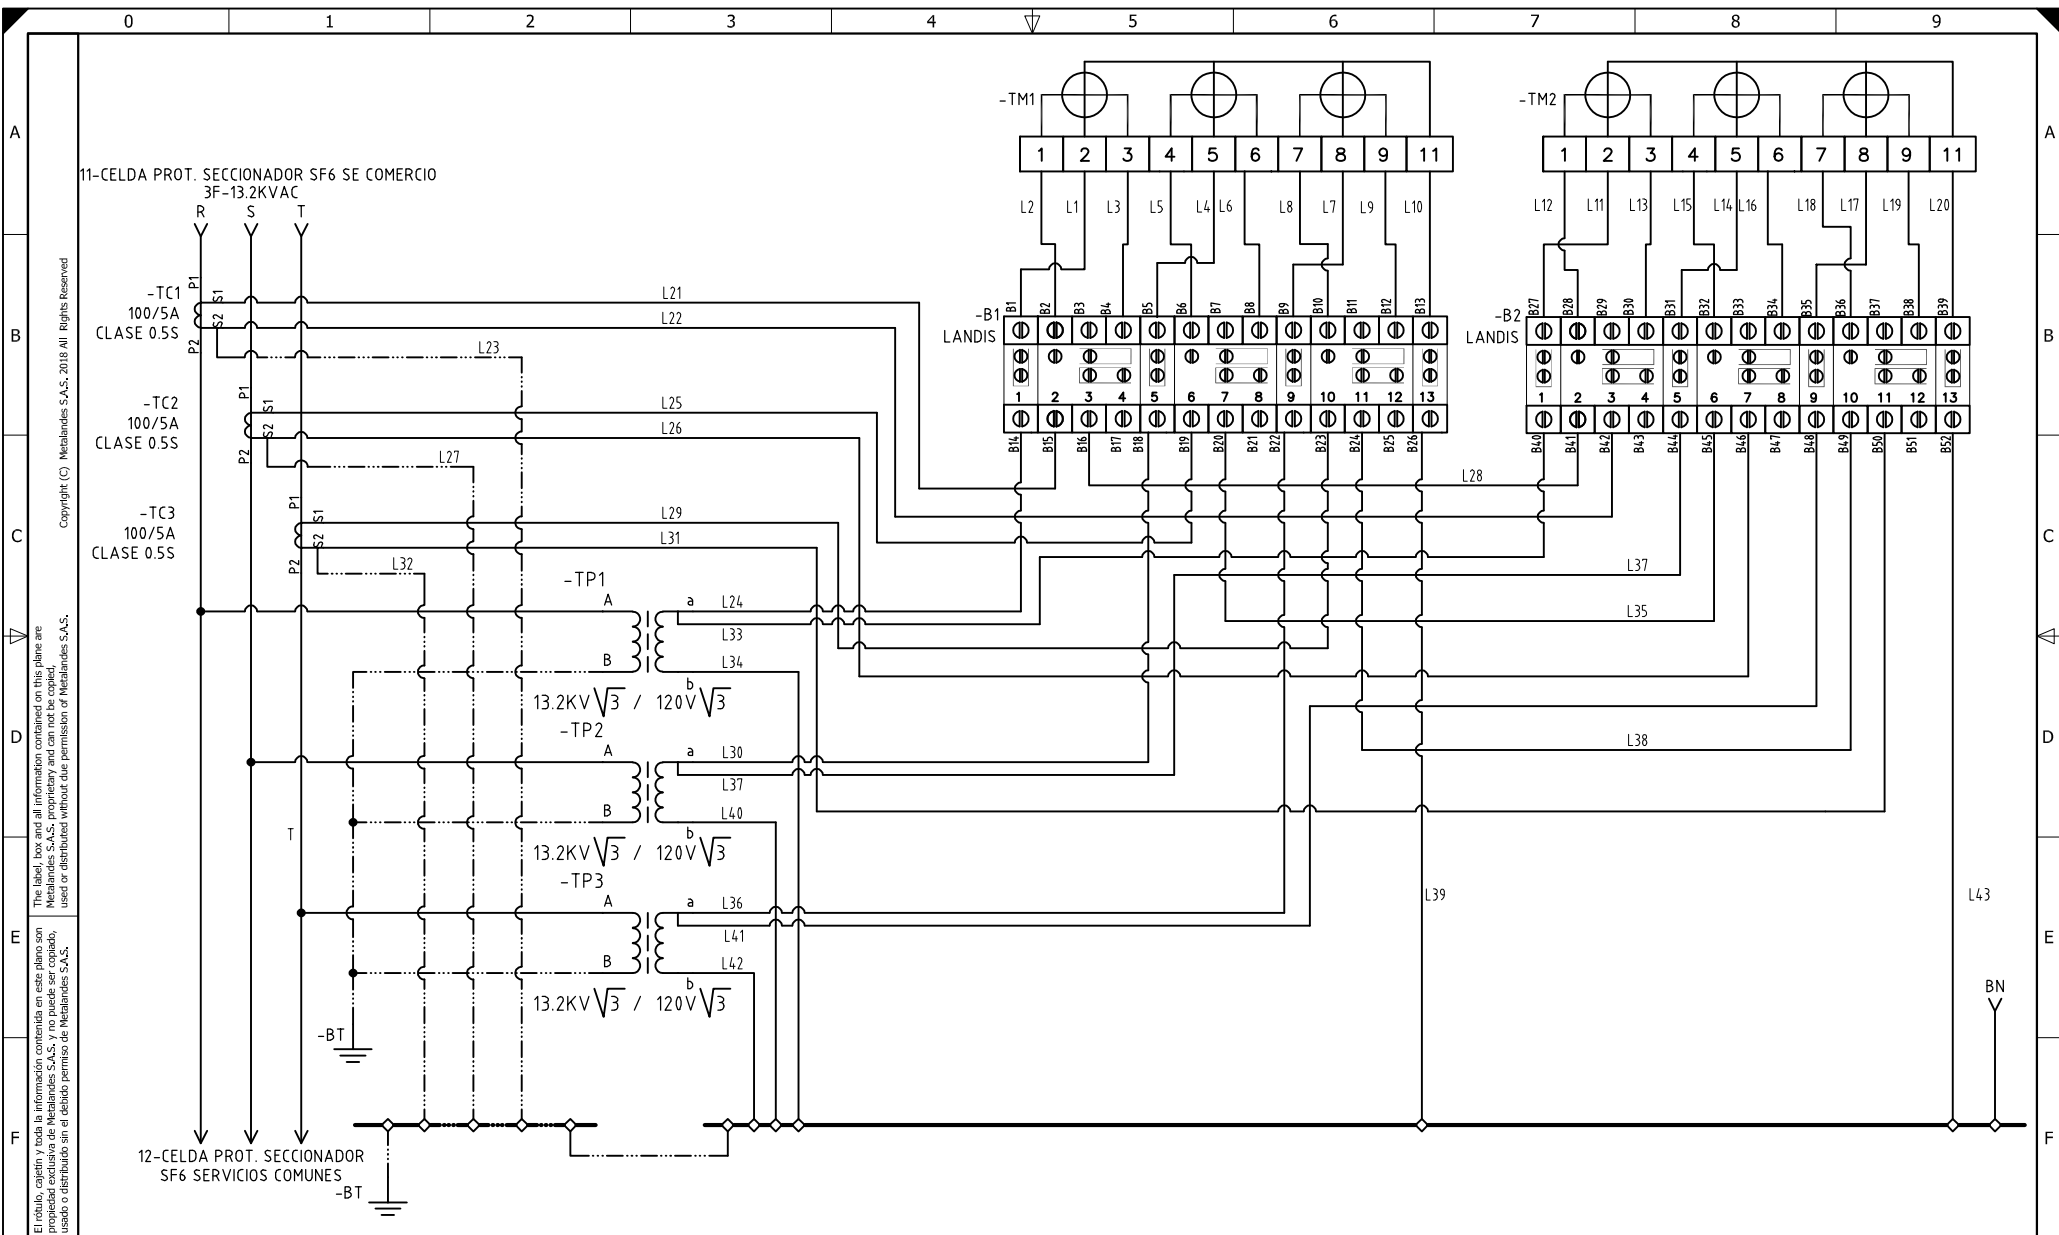 0 1 2 3 4 5 6 7 8 9
A
B
C
D
E
F
A
B
C
D
E
F
Copyright (C) Metalandes S.A.S. 2018 All Rights Reserved
The label, box and all information contained on this plane are
Metalandes S.A.S. proprietary and can not be copied,
used or distributed without due permission of Metalandes S.A.S.
El rótulo, cajetín y toda la información contenida en este plano son
propiedad exclusiva de Metalandes S.A.S. y no puede ser copiado,
usado o distribuido sin el debido permiso de Metalandes S.A.S.
11-CELDA PROT. SECCIONADOR SF6 SE COMERCIO
3F-13.2KVAC
R S T
-TM1
1 2 3 4 5 6 7 8 9 11
L2 L1 L3 L5 L4 L6 L8 L7 L9 L10
-TM2
1 2 3 4 5 6 7 8 9 11
L12 L11 L13 L15 L14 L16 L18 L17 L19 L20
-B1
LANDIS
B1 B2 B3 B4 B5 B6 B7 B8 B9 B10 B11 B12 B13
1 2 3 4 5 6 7 8 9 10 11 12 13
B14 B15 B16 B17 B18 B19 B20 B21 B22 B23 B24 B25 B26
-B2
LANDIS
B27 B28 B29 B30 B31 B32 B33 B34 B35 B36 B37 B38 B39
1 2 3 4 5 6 7 8 9 10 11 12 13
B40 B41 B42 B43 B44 B45 B46 B47 B48 B49 B50 B51 B52
-TC1
100/5A
CLASE 0.5S
P1 S1
P2 S2
L21
L22
L23
-TC2
100/5A
CLASE 0.5S
P1 S1
P2 S2
L25
L26
L27
L28
-TC3
100/5A
CLASE 0.5S
P1 S1
P2 S2
L29
L31
L32
L37
L35
-TP1
A a L24
L33
B L34
b
13.2KV√3 / 120V√3
-TP2
A a L30
L37
B L40
b
13.2KV√3 / 120V√3
L38
T
-TP3
A a L36
L41
B L42
b
13.2KV√3 / 120V√3
L39
L43
BN
-BT
12-CELDA PROT. SECCIONADOR
SF6 SERVICIOS COMUNES
-BT